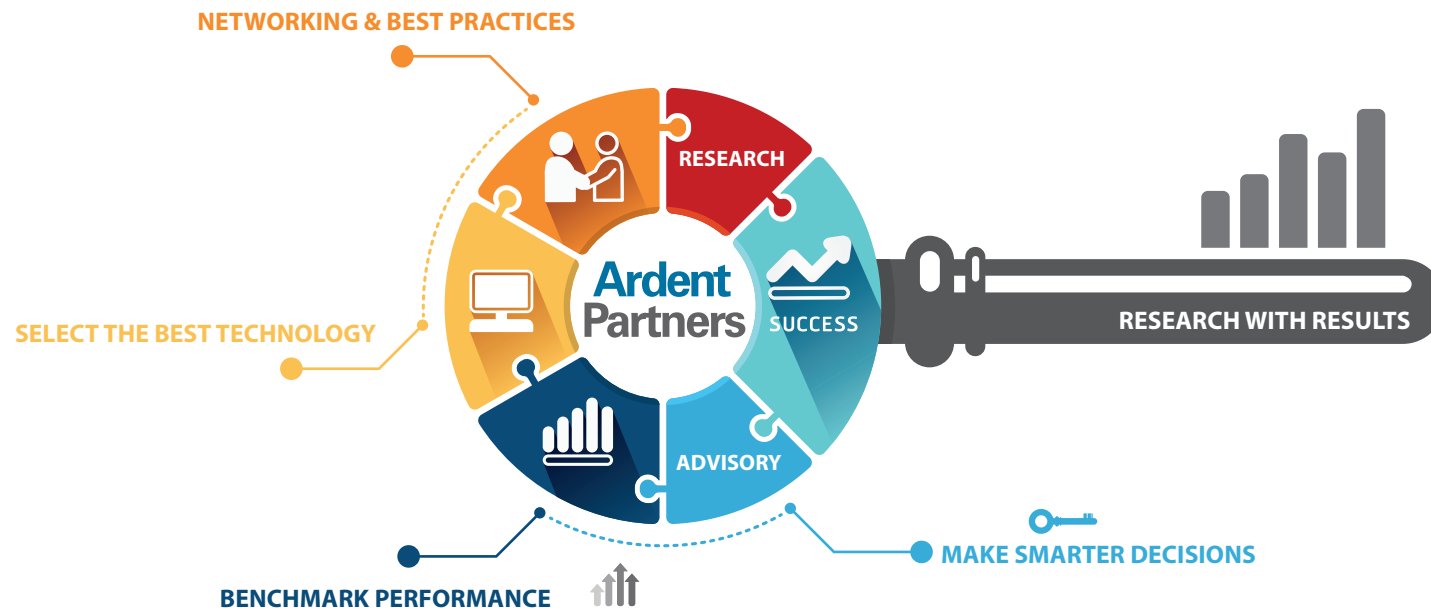 NETWORKING & BEST PRACTICES
RESEARCH
Ardent
Partners
SUCCESS
RESEARCH WITH RESULTS
SELECT THE BEST TECHNOLOGY
ADVISORY
MAKE SMARTER DECISIONS
BENCHMARK PERFORMANCE